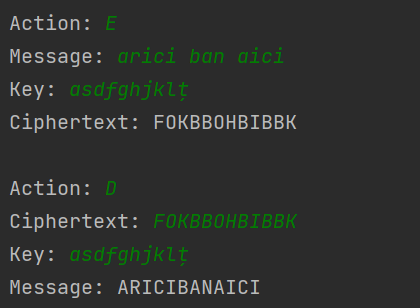 Action: E
Message: arici ban aici
Key: asdfghjklț
Ciphertext: FOKBBOHBIBBK
Action: D
Ciphertext: FOKBBOHBIBBK
Key: asdfghjklț
Message: ARICIBANAICI